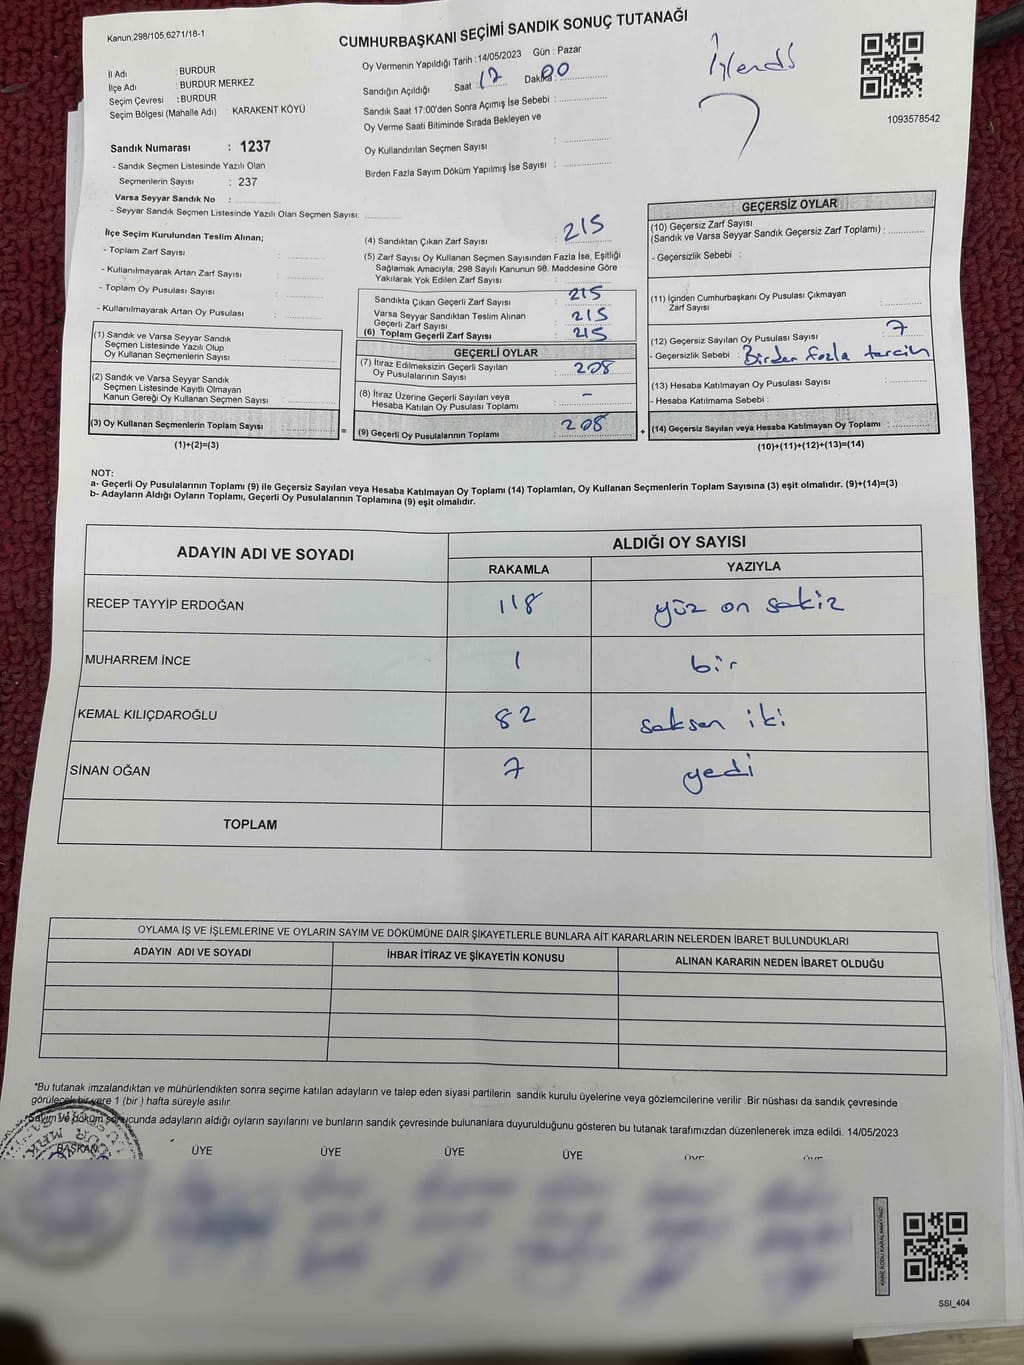 Kanun,298/105,6271/18-1
CUMHURBAŞKANI SEÇİMİ SANDIK SONUÇ TUTANAĞI
İl Adı : BURDUR
İlçe Adı : BURDUR MERKEZ
Seçim Çevresi : BURDUR
Seçim Bölgesi (Mahalle Adı) : KARAKENT KÖYÜ
Sandık Numarası : 1237
- Sandık Seçmen Listesinde Yazılı Olan
Seçmenlerin Sayısı : 237
Varsa Seyyar Sandık No :
- Seyyar Sandık Seçmen Listesinde Yazılı Olan Seçmen Sayısı:
Oy Vermenin Yapıldığı Tarih :14/05/2023 Gün : Pazar
Sandığın Açıldığı Saat : 17 Dakika : 00
Sandık Saat 17:00'den Sonra Açımış İse Sebebi :
Oy Verme Saati Bitiminde Sırada Bekleyen ve
Oy Kullandırılan Seçmen Sayısı :
Birden Fazla Sayım Döküm Yapılmış İse Sayısı :
İşlendi
1093578542
İlçe Seçim Kurulundan Teslim Alınan;
- Toplam Zarf Sayısı :
- Kullanılmayarak Artan Zarf Sayısı :
- Toplam Oy Pusulası Sayısı :
- Kullanılmayarak Artan Oy Pusulası :
(1) Sandık ve Varsa Seyyar Sandık
Seçmen Listesinde Yazılı Olup
Oy Kullanan Seçmenlerin Sayısı :
(2) Sandık ve Varsa Seyyar Sandık
Seçmen Listesinde Kayıtlı Olmayan
Kanun Gereği Oy Kullanan Seçmen Sayısı :
(3) Oy Kullanan Seçmenlerin Toplam Sayısı :
(1)+(2)=(3)
(4) Sandıktan Çıkan Zarf Sayısı : 215
(5) Zarf Sayısı Oy Kullanan Seçmen Sayısından Fazla İse, Eşitliği
Sağlamak Amacıyla; 298 Sayılı Kanunun 98. Maddesine Göre
Yakılarak Yok Edilen Zarf Sayısı :
Sandıkta Çıkan Geçerli Zarf Sayısı : 215
Varsa Seyyar Sandıktan Teslim Alınan
Geçerli Zarf Sayısı : 215
(6) Toplam Geçerli Zarf Sayısı : 215
GEÇERLİ OYLAR
(7) İtiraz Edilmeksizin Geçerli Sayılan
Oy Pusulalarının Sayısı : 208
(8) İtiraz Üzerine Geçerli Sayılan veya
Hesaba Katılan Oy Pusulası Toplamı : -
= (9) Geçerli Oy Pusulalarının Toplamı : 208
GEÇERSİZ OYLAR
(10) Geçersiz Zarf Sayısı
(Sandık ve Varsa Seyyar Sandık Geçersiz Zarf Toplamı) :
- Geçersizlik Sebebi :
(11) İçinden Cumhurbaşkanı Oy Pusulası Çıkmayan
Zarf Sayısı :
(12) Geçersiz Sayılan Oy Pusulası Sayısı : 7
- Geçersizlik Sebebi : Birden fazla tercih
(13) Hesaba Katılmayan Oy Pusulası Sayısı :
- Hesaba Katılmama Sebebi :
+ (14) Geçersiz Sayılan veya Hesaba Katılmayan Oy Toplamı :
(10)+(11)+(12)+(13)=(14)
NOT:
a- Geçerli Oy Pusulalarının Toplamı (9) ile Geçersiz Sayılan veya Hesaba Katılmayan Oy Toplamı (14) Toplamları, Oy Kullanan Seçmenlerin Toplam Sayısına (3) eşit olmalıdır. (9)+(14)=(3)
b- Adayların Aldığı Oyların Toplamı, Geçerli Oy Pusulalarının Toplamına (9) eşit olmalıdır.
ADAYIN ADI VE SOYADI
ALDIĞI OY SAYISI
RAKAMLA YAZIYLA
RECEP TAYYİP ERDOĞAN 118 yüz on sekiz
MUHARREM İNCE 1 bir
KEMAL KILIÇDAROĞLU 82 seksen iki
SİNAN OĞAN 7 yedi
TOPLAM
OYLAMA İŞ VE İŞLEMLERİNE VE OYLARIN SAYIM VE DÖKÜMÜNE DAİR ŞİKAYETLERLE BUNLARA AİT KARARLARIN NELERDEN İBARET BULUNDUKLARI
ADAYIN ADI VE SOYADI İHBAR İTİRAZ VE ŞİKAYETİN KONUSU ALINAN KARARIN NEDEN İBARET OLDUĞU
*Bu tutanak imzalandıktan ve mühürlendikten sonra seçime katılan adayların ve talep eden siyasi partilerin sandık kurulu üyelerine veya gözlemcilerine verilir .Bir nüshası da sandık çevresinde
görülecek bir yere 1 (bir ) hafta süreyle asılır.
*Sayım ve döküm sonucunda adayların aldığı oyların sayılarını ve bunların sandık çevresinde bulunanlara duyurulduğunu gösteren bu tutanak tarafımızdan düzenlenerek imza edildi. 14/05/2023
BAŞKAN ÜYE ÜYE ÜYE ÜYE ÜYE ÜYE
KARE KODU KARALAMAYINIZ!
SSI_404